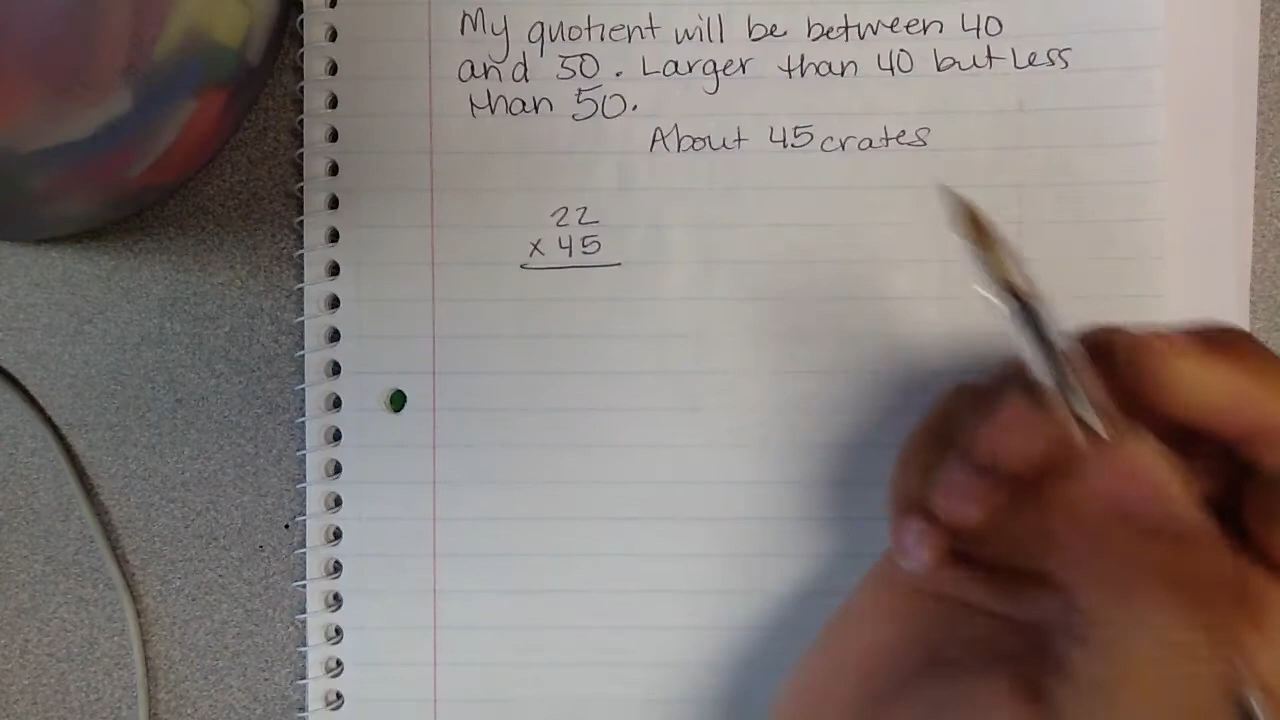 My quotient will be between 40
and 50. Larger than 40 but Less
than 50.
About 45 crates
22
x 45